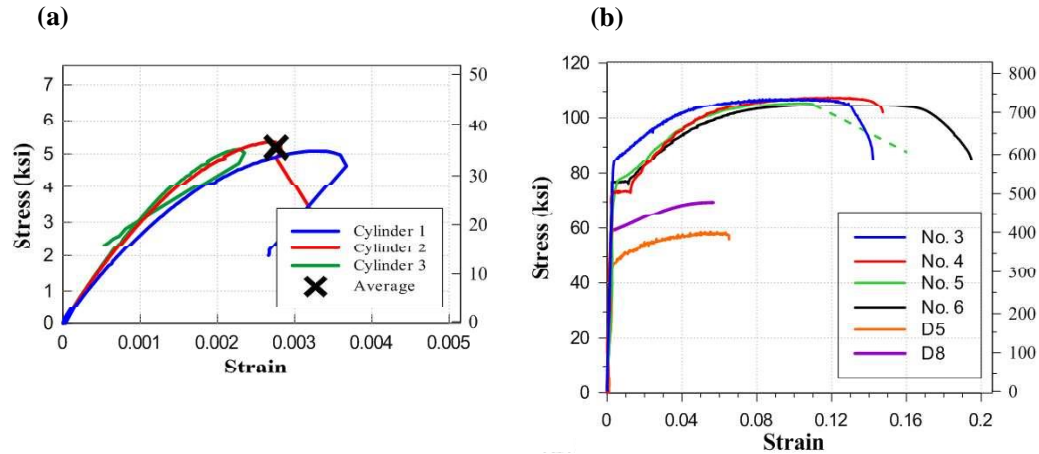 (a)
(b)
7
6
5
4
3
2
1
0
Stress (ksi)
50
40
30
20
10
0
0
0.001
0.002
0.003
0.004
0.005
Strain
Cylinder 1
Cylinder 2
Cylinder 3
Average
120
100
80
60
40
20
0
Stress (ksi)
800
700
600
500
400
300
200
100
0
0
0.04
0.08
0.12
0.16
0.2
Strain
No. 3
No. 4
No. 5
No. 6
D5
D8